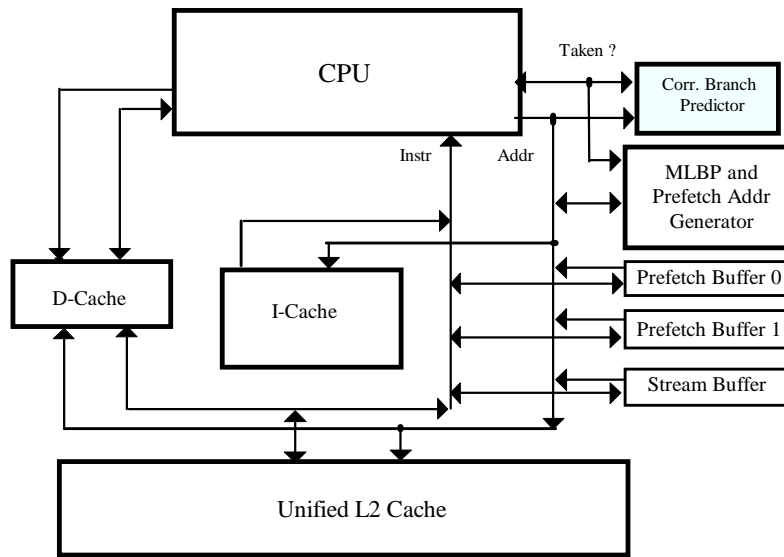 Taken ?
CPU
Corr. Branch
Predictor
Instr
Addr
MLBP and
Prefetch Addr
Generator
D-Cache
I-Cache
Prefetch Buffer 0
Prefetch Buffer 1
Stream Buffer
Unified L2 Cache